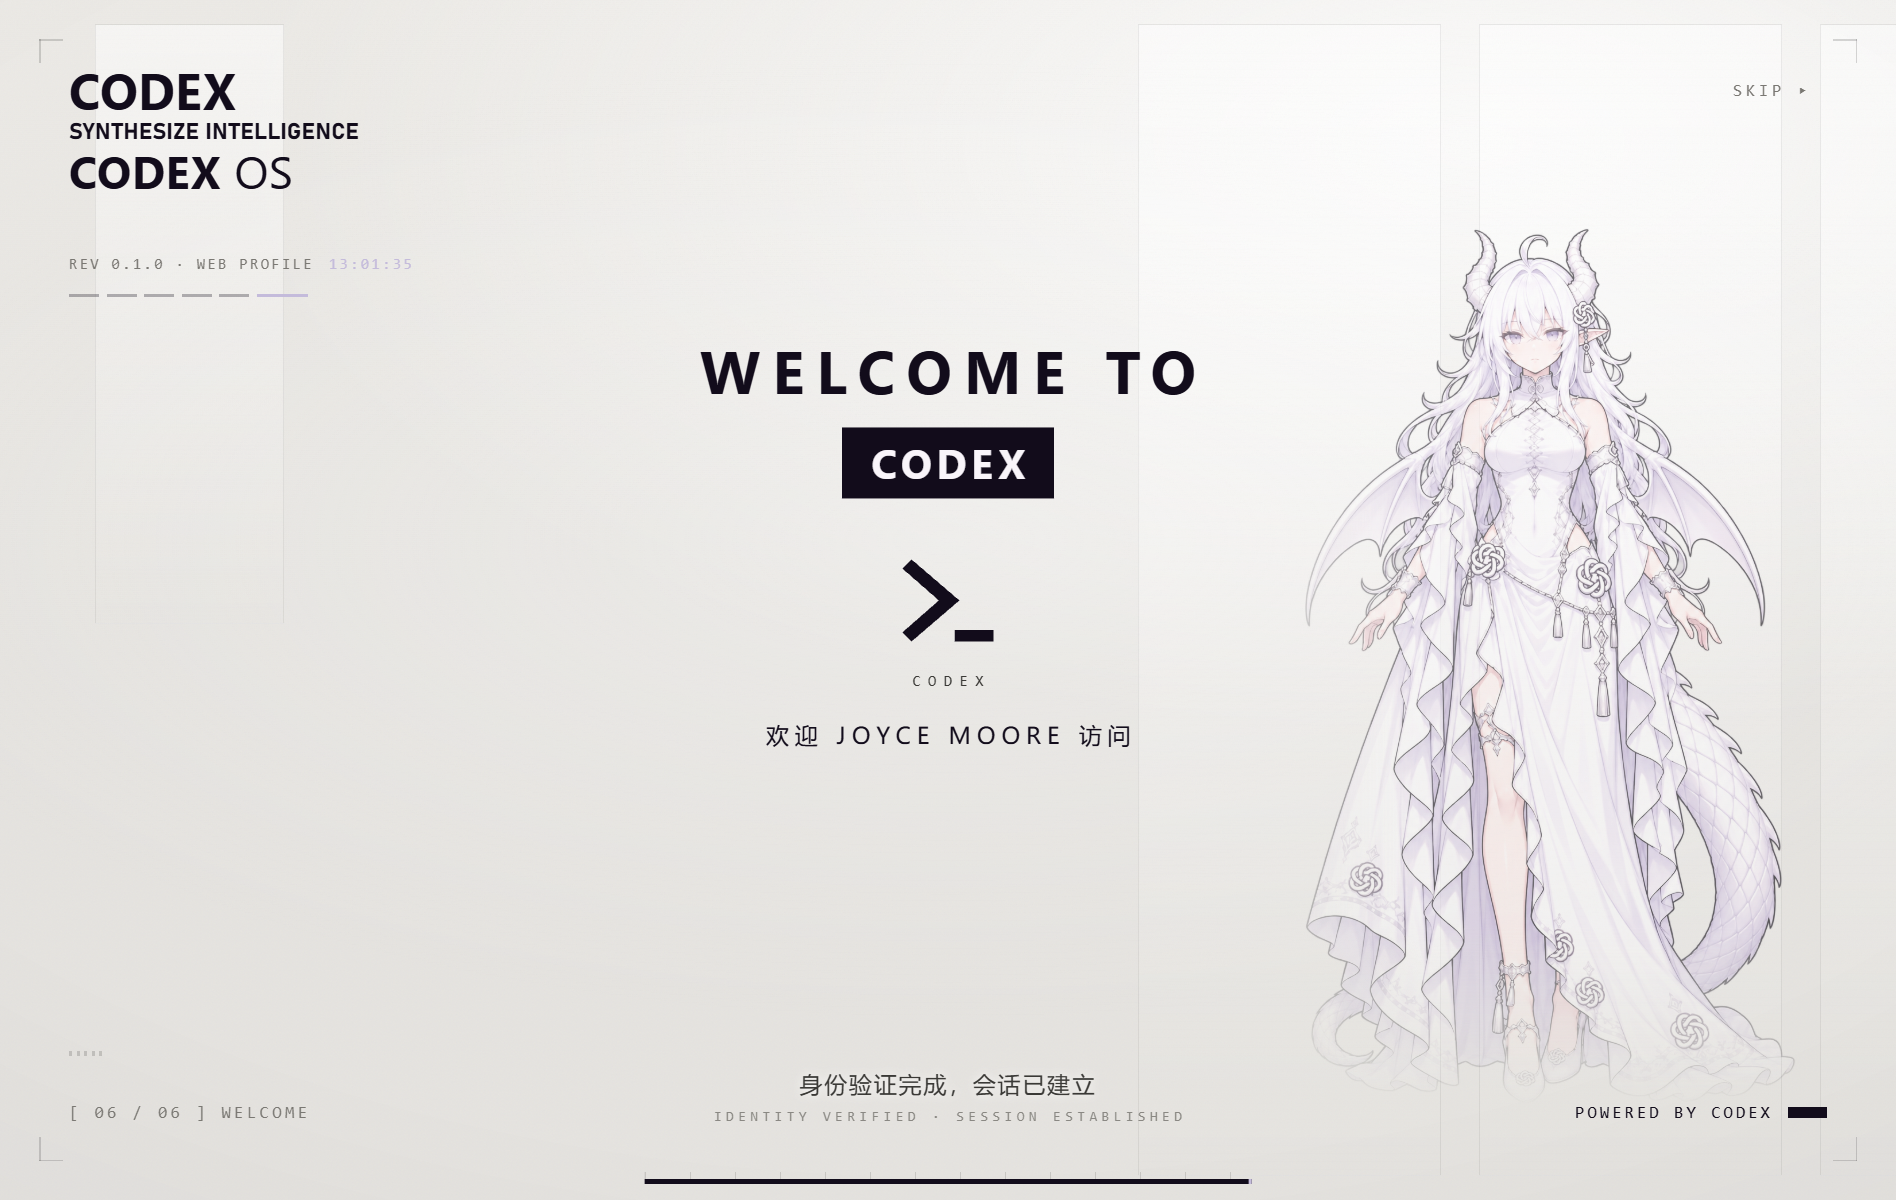 CODEX
SYNTHESIZE INTELLIGENCE
CODEX OS
SKIP ▸
REV 0.1.0 · WEB PROFILE 13:01:35
WELCOME TO
CODEX
>_
CODEX
欢迎 JOYCE MOORE 访问
身份验证完成，会话已建立
IDENTITY VERIFIED · SESSION ESTABLISHED
[ 06 / 06 ] WELCOME
POWERED BY CODEX